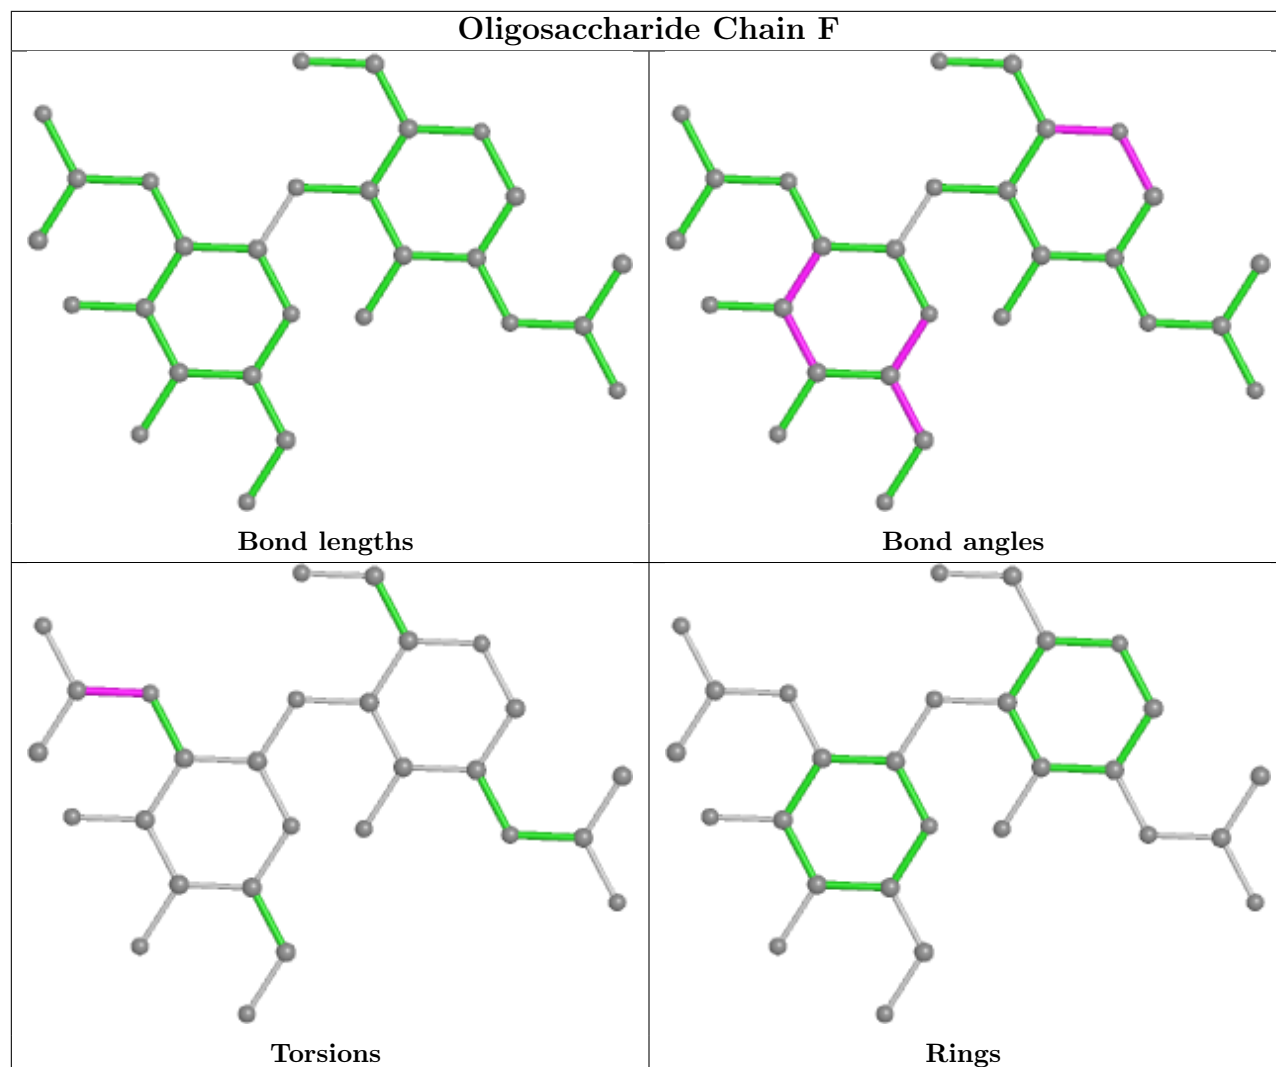 Oligosaccharide Chain F
Bond lengths
Bond angles
Torsions
Rings